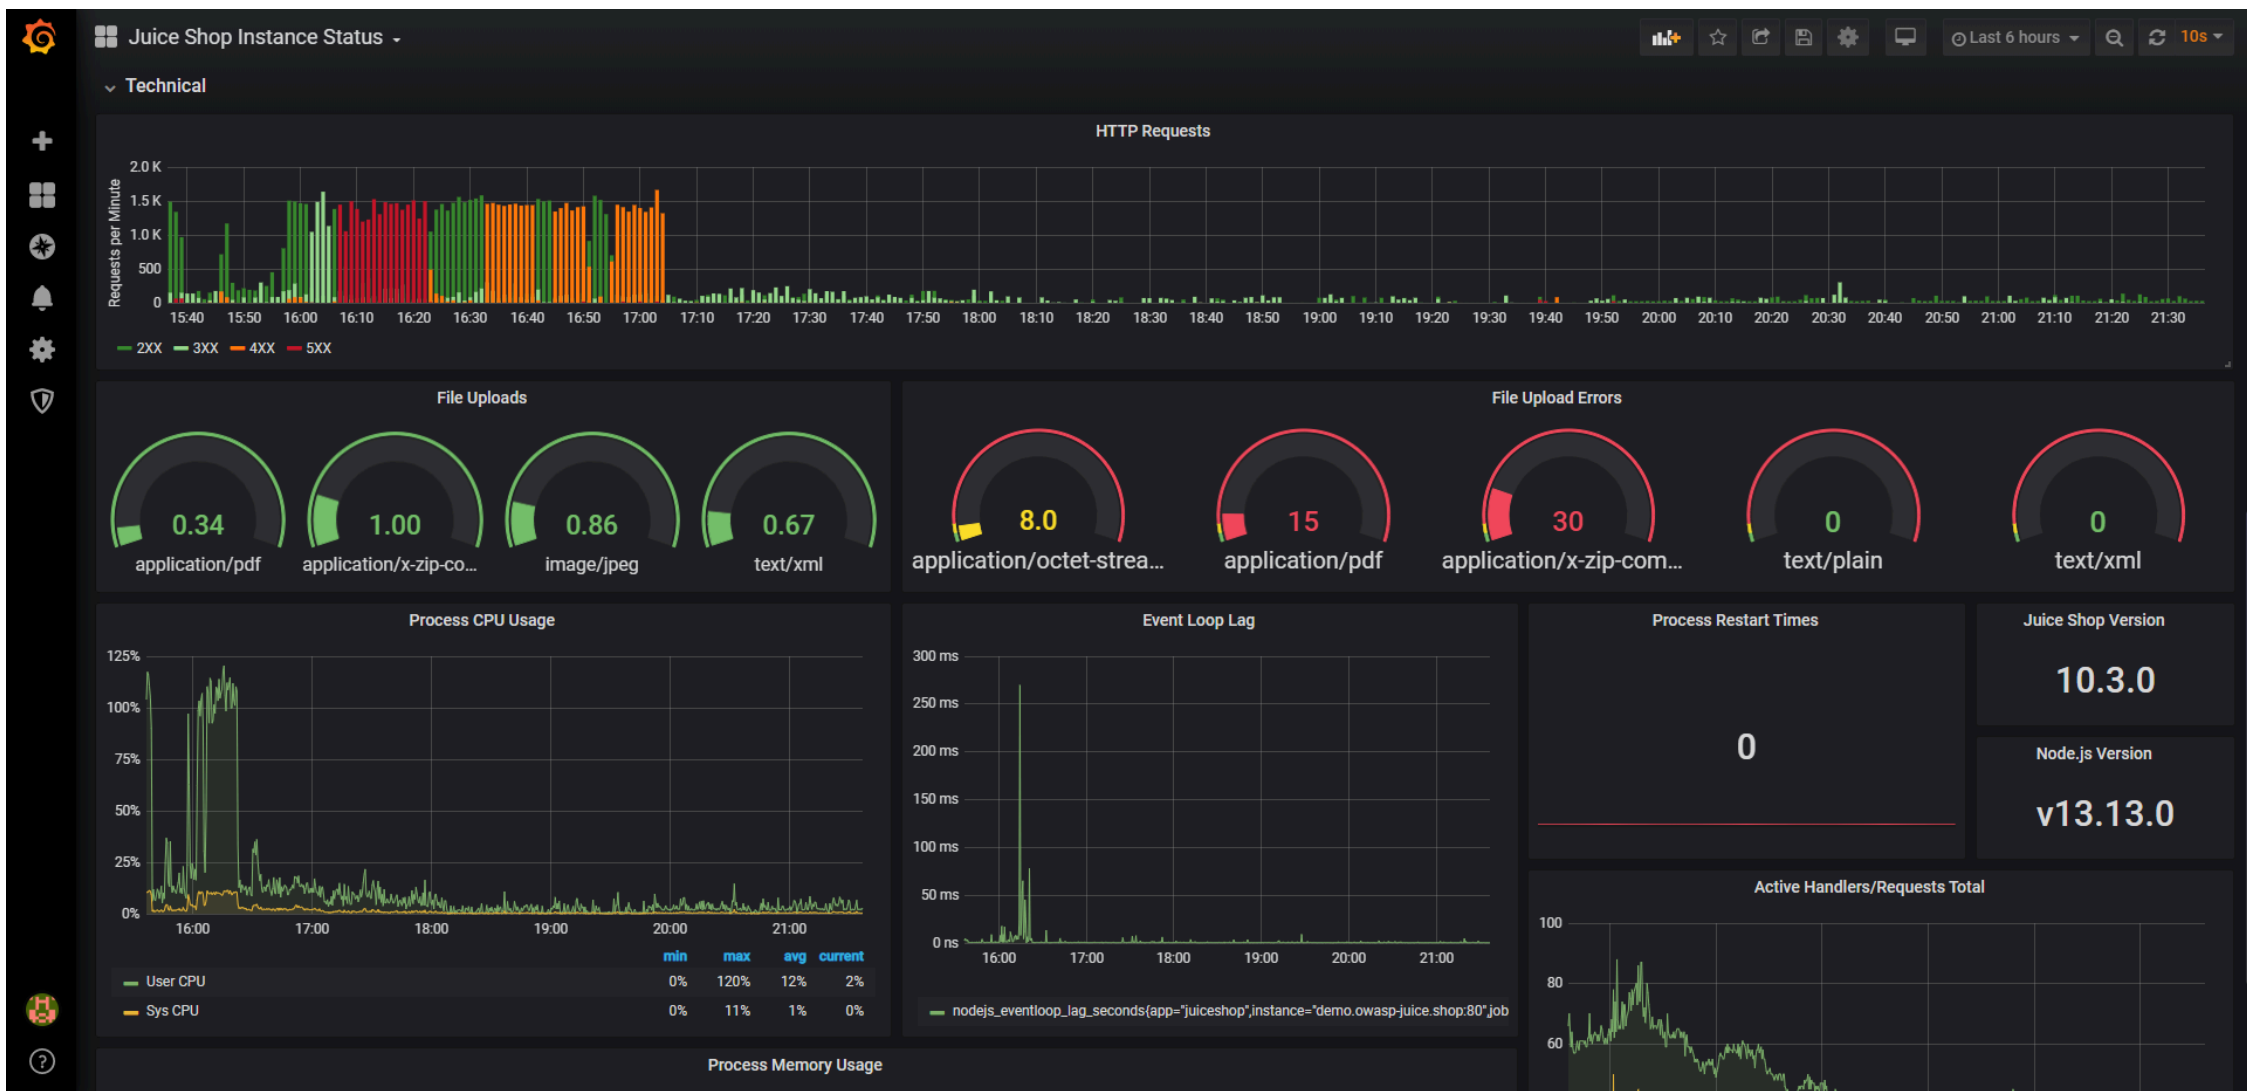 Juice Shop Instance Status
Last 6 hours
10s
Technical
HTTP Requests
Requests per Minute
2.0 K
1.5 K
1.0 K
500
0
15:40 15:50 16:00 16:10 16:20 16:30 16:40 16:50 17:00 17:10 17:20 17:30 17:40 17:50 18:00 18:10 18:20 18:30 18:40 18:50 19:00 19:10 19:20 19:30 19:40 19:50 20:00 20:10 20:20 20:30 20:40 20:50 21:00 21:10 21:20 21:30
2XX 3XX 4XX 5XX
File Uploads
0.34 1.00 0.86 0.67
application/pdf application/x-zip-co... image/jpeg text/xml
File Upload Errors
8.0 15 30 0 0
application/octet-strea... application/pdf application/x-zip-com... text/plain text/xml
Process CPU Usage
125%
100%
75%
50%
25%
0%
16:00 17:00 18:00 19:00 20:00 21:00
min max avg current
User CPU 0% 120% 12% 2%
Sys CPU 0% 11% 1% 0%
Event Loop Lag
300 ms
250 ms
200 ms
150 ms
100 ms
50 ms
0 ns
16:00 17:00 18:00 19:00 20:00 21:00
nodejs_eventloop_lag_seconds{app="juiceshop",instance="demo.owasp-juice.shop:80",job
Process Restart Times
0
Juice Shop Version
10.3.0
Node.js Version
v13.13.0
Active Handlers/Requests Total
100
80
60
Process Memory Usage